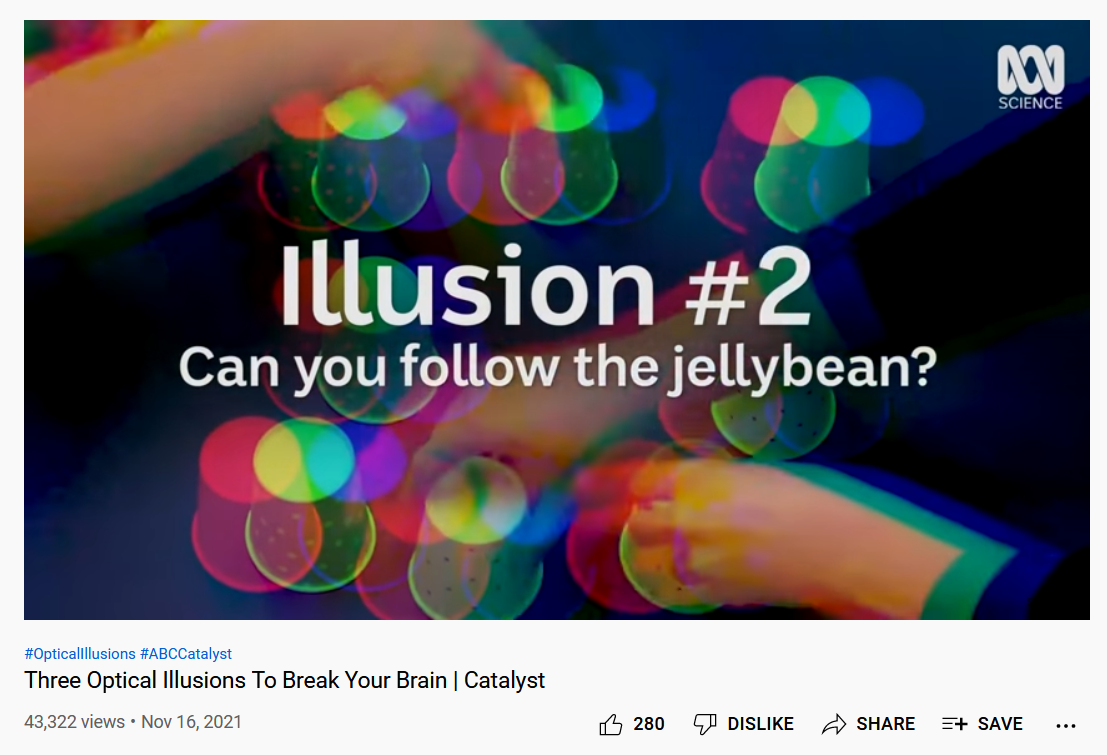 SCIENCE
Illusion #2
Can you follow the jellybean?
#OpticalIllusions #ABCCatalyst
Three Optical Illusions To Break Your Brain | Catalyst
43,322 views • Nov 16, 2021
280 DISLIKE SHARE SAVE